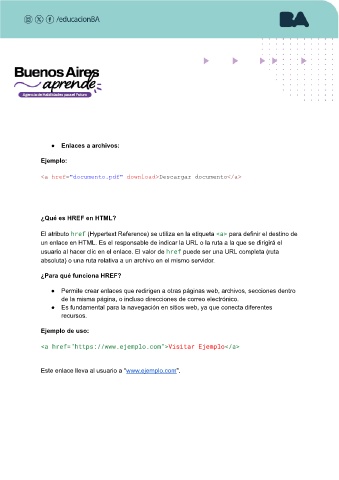 /educacionBA
BA
Buenos Aires
aprende
Agencia de Habilidades para el Futuro
● Enlaces a archivos:
Ejemplo:
<a href="documento.pdf" download>Descargar documento</a>
¿Qué es HREF en HTML?
El atributo href (Hypertext Reference) se utiliza en la etiqueta <a> para definir el destino de
un enlace en HTML. Es el responsable de indicar la URL o la ruta a la que se dirigirá el
usuario al hacer clic en el enlace. El valor de href puede ser una URL completa (ruta
absoluta) o una ruta relativa a un archivo en el mismo servidor.
¿Para qué funciona HREF?
● Permite crear enlaces que redirigen a otras páginas web, archivos, secciones dentro
de la misma página, o incluso direcciones de correo electrónico.
● Es fundamental para la navegación en sitios web, ya que conecta diferentes
recursos.
Ejemplo de uso:
<a href="https://www.ejemplo.com">Visitar Ejemplo</a>
Este enlace lleva al usuario a "www.ejemplo.com".